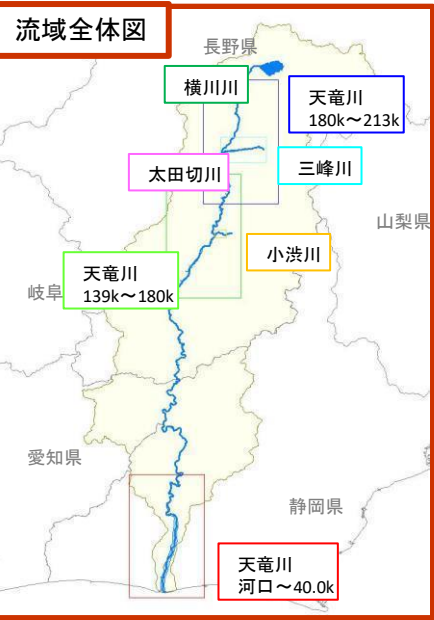 流域全体図
長野県
横川川
天竜川
180k～213k
太田切川
三峰川
山梨県
小渋川
天竜川
139k～180k
岐阜
愛知県
静岡県
天竜川
河口～40.0k